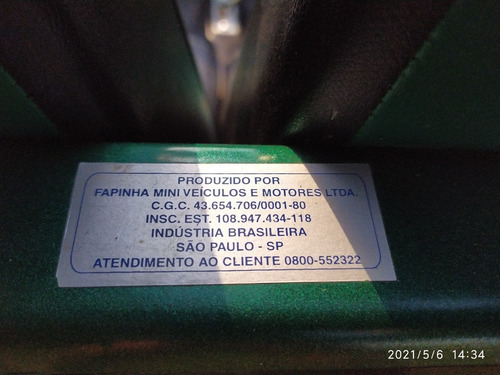 PRODUZIDO POR
FAPINHA MINI VEÍCULOS E MOTORES LTDA.
C.G.C. 43.654.706/0001-80
INSC. EST. 108.947.434-118
INDÚSTRIA BRASILEIRA
SÃO PAULO - SP
ATENDIMENTO AO CLIENTE 0800-552322
2021/5/6 14:34